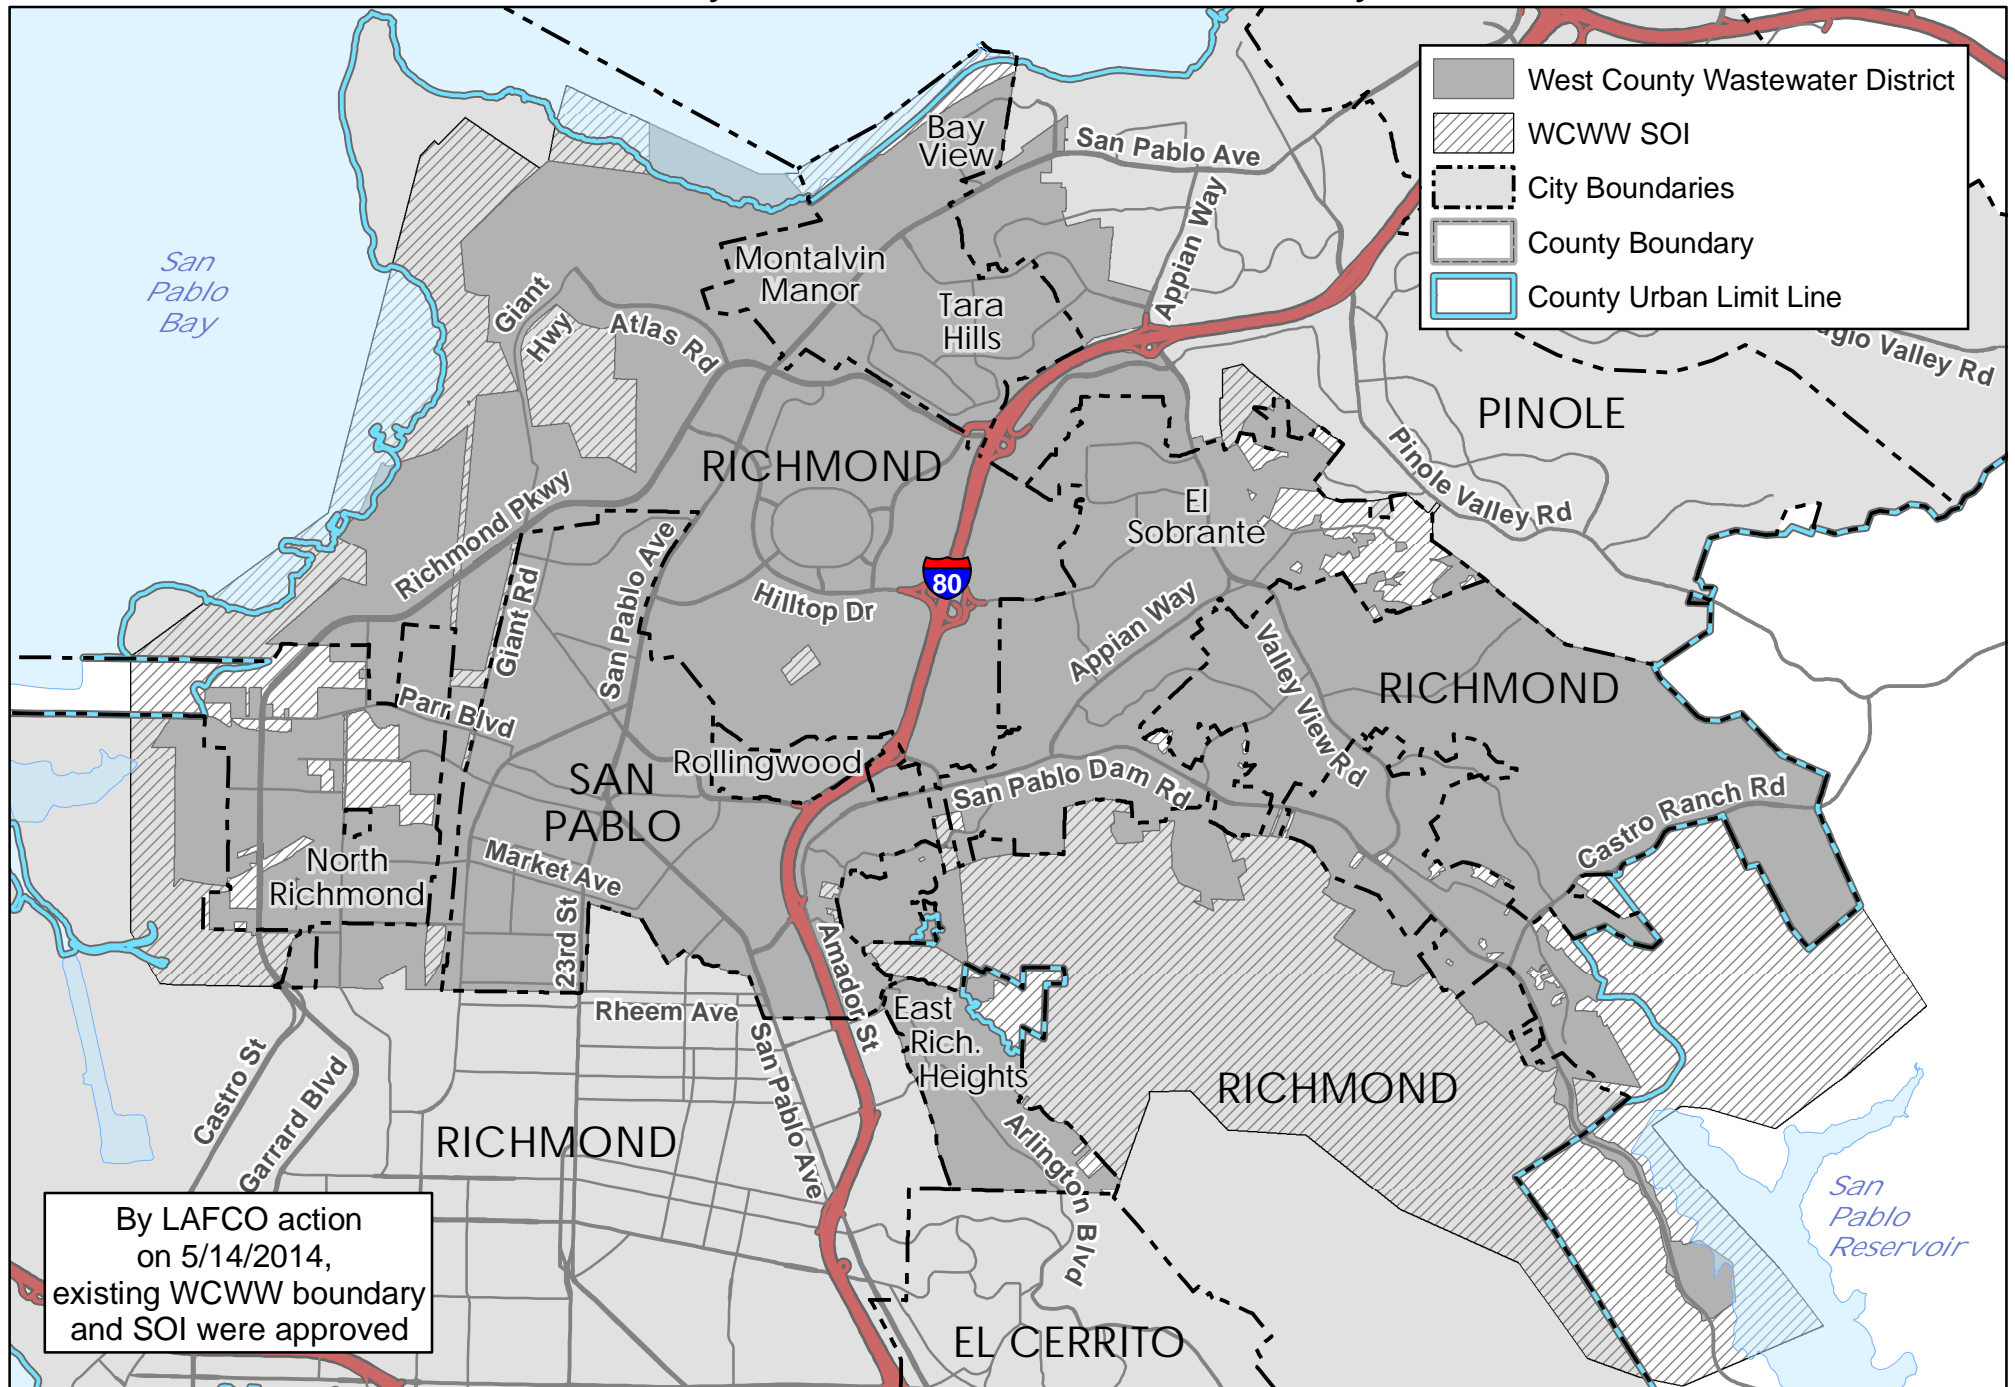 West County Wastewater District
WCWW SOI
City Boundaries
County Boundary
County Urban Limit Line
Bay
View
San Pablo Ave
Appian Way
San
Pablo
Bay
Montalvin
Manor
Tara
Hills
Giant
Hwy
Atlas Rd
Valley Rd
PINOLE
Pinole Valley Rd
RICHMOND
El
Sobrante
Richmond Pkwy
San Pablo Ave
Giant Rd
80
Hilltop Dr
Appian Way
Valley View Rd
RICHMOND
Parr Blvd
Rollingwood
SAN
PABLO
San Pablo Dam Rd
Castro Ranch Rd
North
Richmond
Market Ave
23rd St
Amador St
Rheem Ave
East
Rich.
Heights
San Pablo Ave
Castro St
Garrard Blvd
RICHMOND
RICHMOND
Arlington Blvd
San
Pablo
Reservoir
EL CERRITO
By LAFCO action
on 5/14/2014,
existing WCWW boundary
and SOI were approved